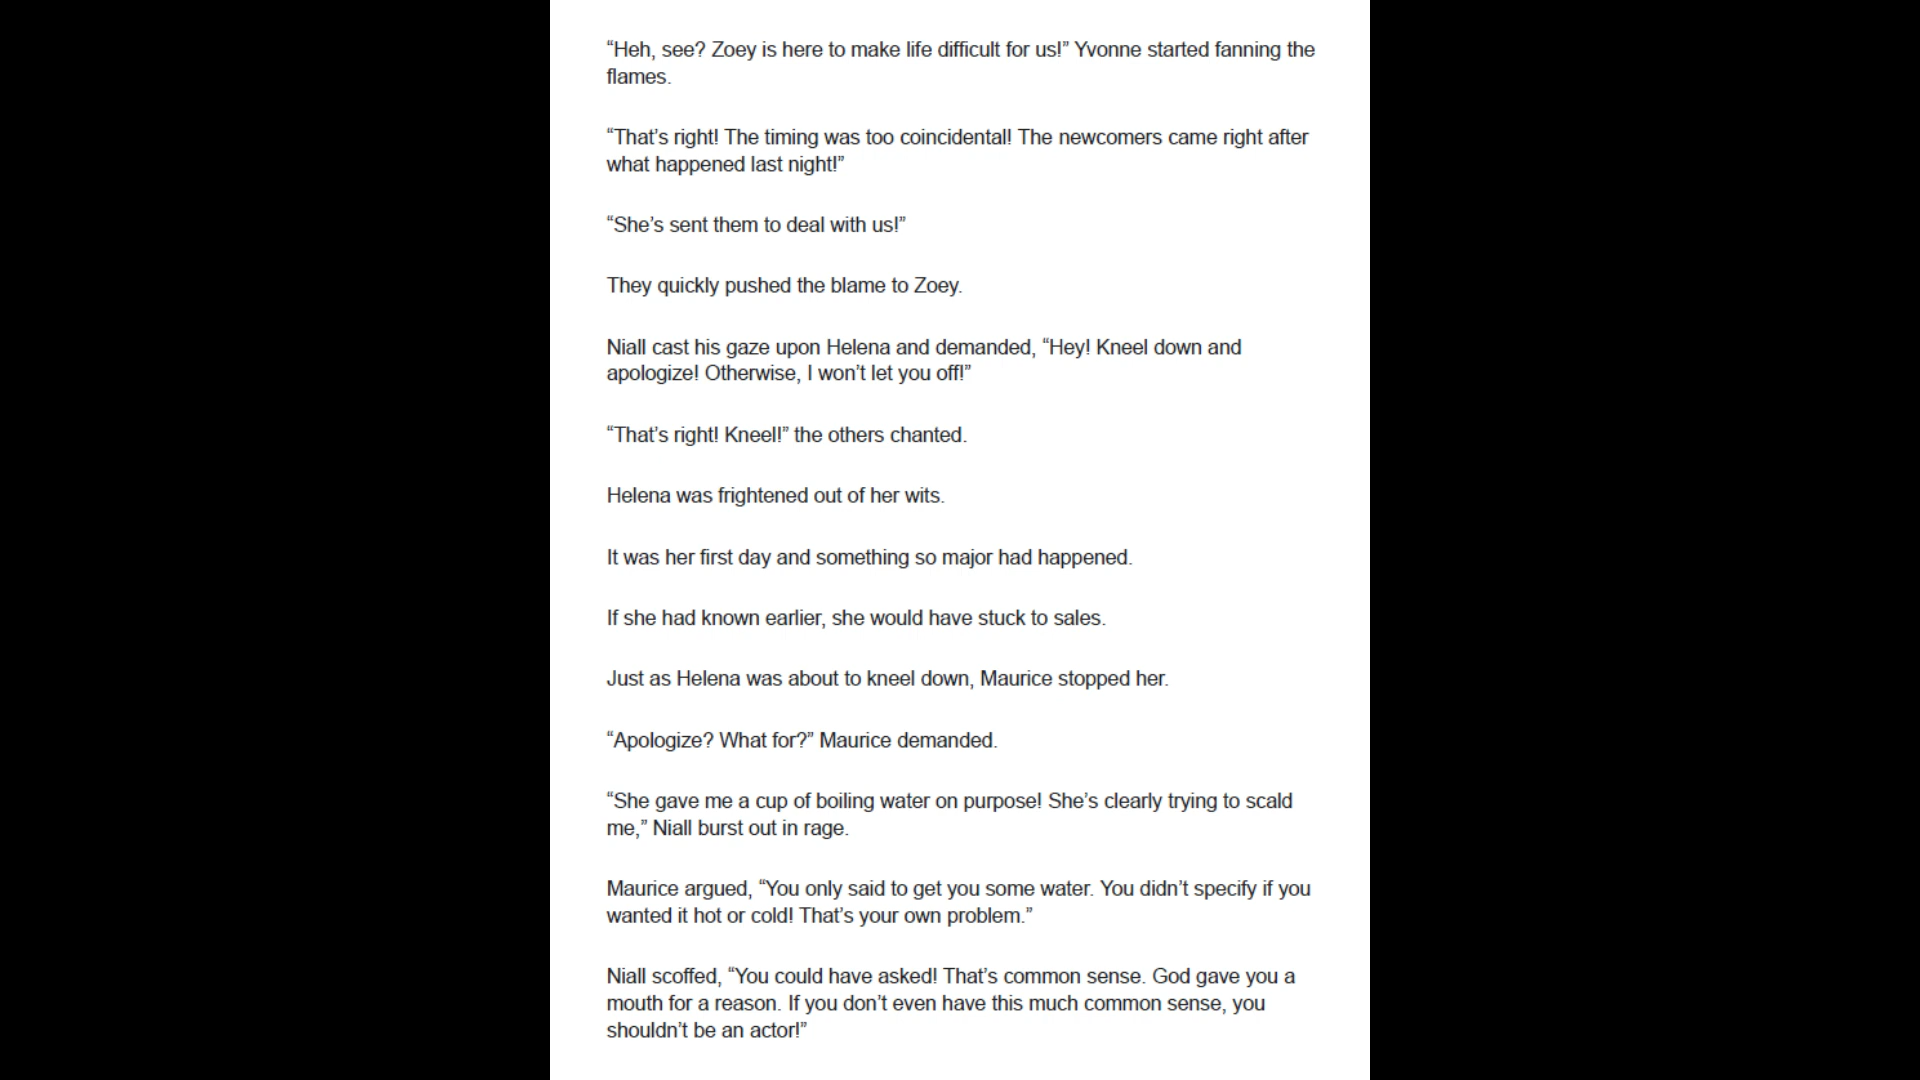 “Heh, see? Zoey is here to make life difficult for us!” Yvonne started fanning the
flames.
“That’s right! The timing was too coincidental! The newcomers came right after
what happened last night!”
“She’s sent them to deal with us!”
They quickly pushed the blame to Zoey.
Niall cast his gaze upon Helena and demanded, “Hey! Kneel down and
apologize! Otherwise, I won’t let you off!”
“That’s right! Kneel!” the others chanted.
Helena was frightened out of her wits.
It was her first day and something so major had happened.
If she had known earlier, she would have stuck to sales.
Just as Helena was about to kneel down, Maurice stopped her.
“Apologize? What for?” Maurice demanded.
“She gave me a cup of boiling water on purpose! She’s clearly trying to scald
me,” Niall burst out in rage.
Maurice argued, “You only said to get you some water. You didn’t specify if you
wanted it hot or cold! That’s your own problem.”
Niall scoffed, “You could have asked! That’s common sense. God gave you a
mouth for a reason. If you don’t even have this much common sense, you
shouldn’t be an actor!”